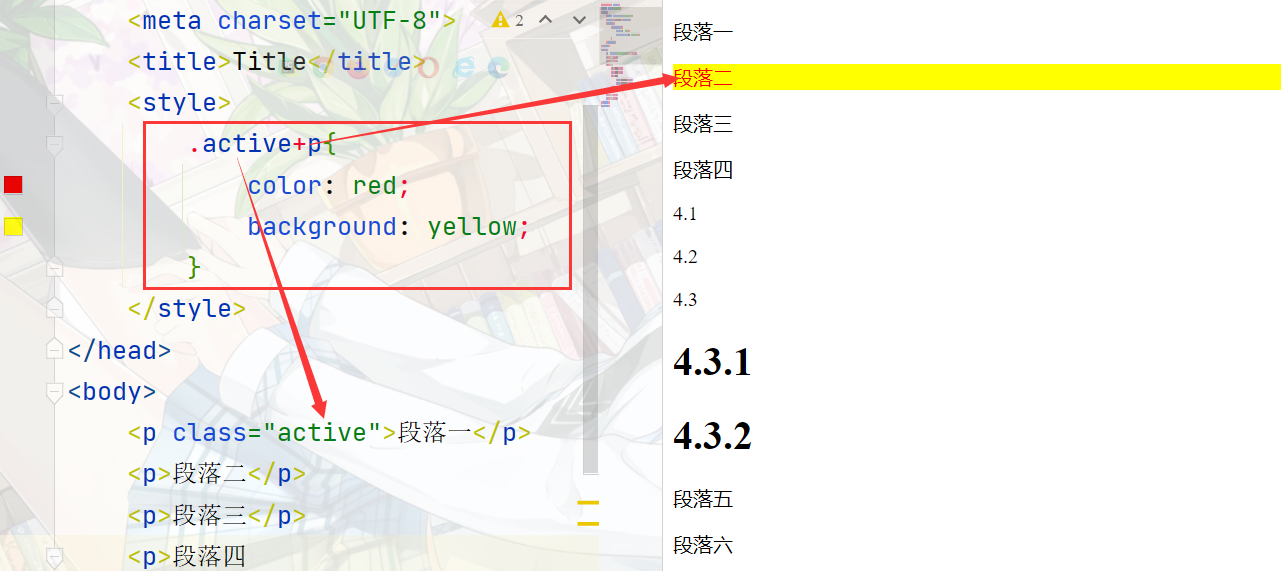 <meta charset="UTF-8">
2
<title>Title</title>
<style>
.active+p{
color: red;
background: yellow;
}
</style>
</head>
<body>
<p class="active">段落一</p>
<p>段落二</p>
<p>段落三</p>
<p>段落四
段落一
段落二
段落三
段落四
4.1
4.2
4.3
4.3.1
4.3.2
段落五
段落六